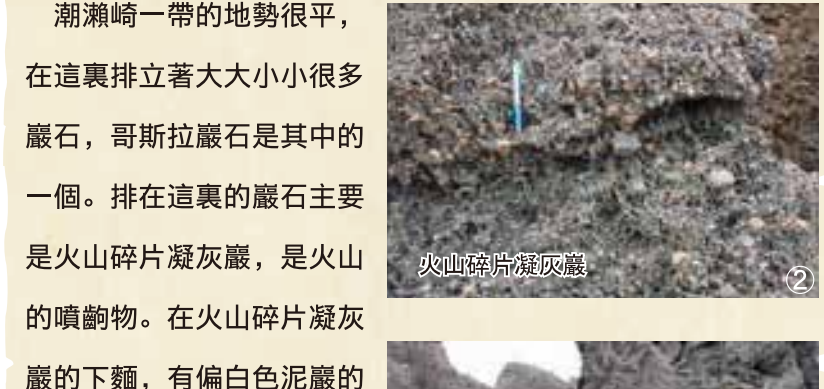 潮瀨崎一帶的地勢很平，
在這裏排立著大大小小很多
巖石，哥斯拉巖石是其中的
一個。排在這裏的巖石主要
是火山碎片凝灰巖，是火山
的噴齣物。在火山碎片凝灰
巖的下麵，有偏白色泥巖的
火山碎片凝灰巖
②